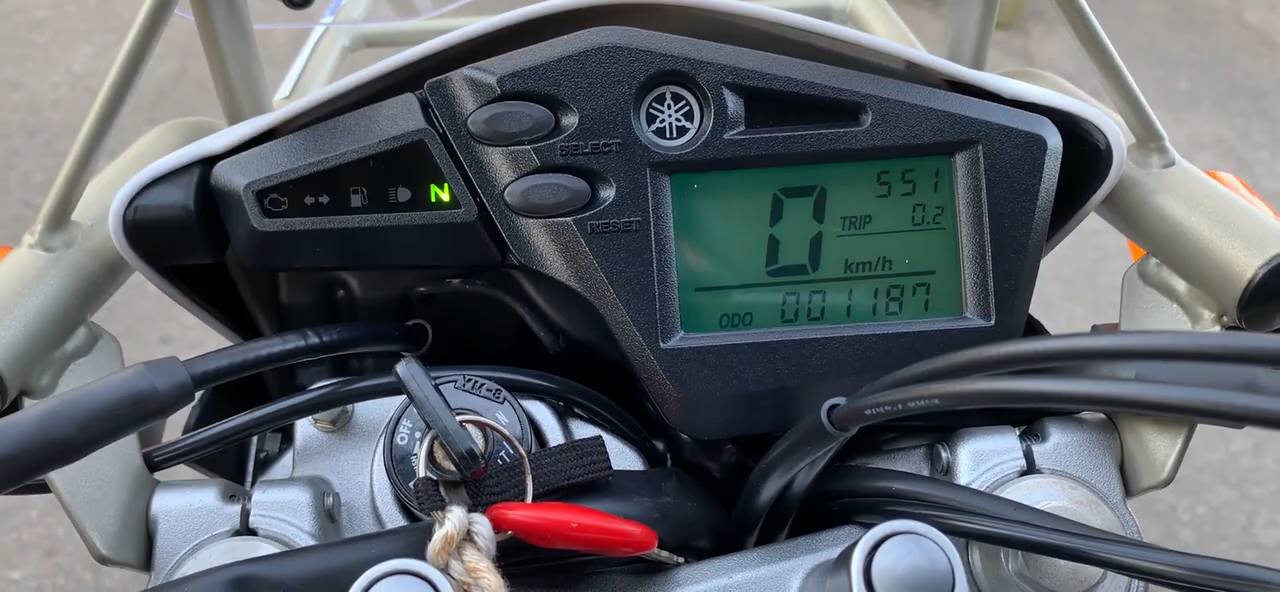 SELECT
RESET
N
0
km/h
551
TRIP 0.2
ODO 001187
YM-8
OFF